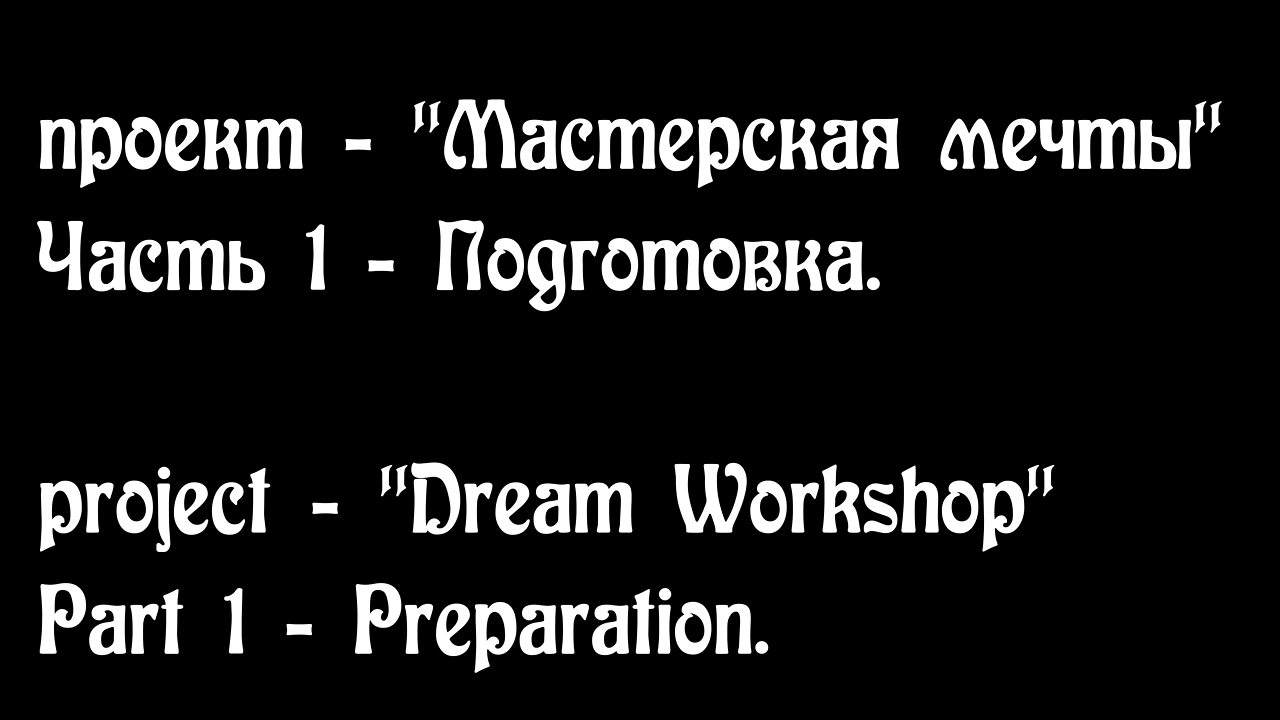 проект - "Мастерская мечты"
Часть 1 - Подготовка.
project - "Dream Workshop"
Part 1 - Preparation.